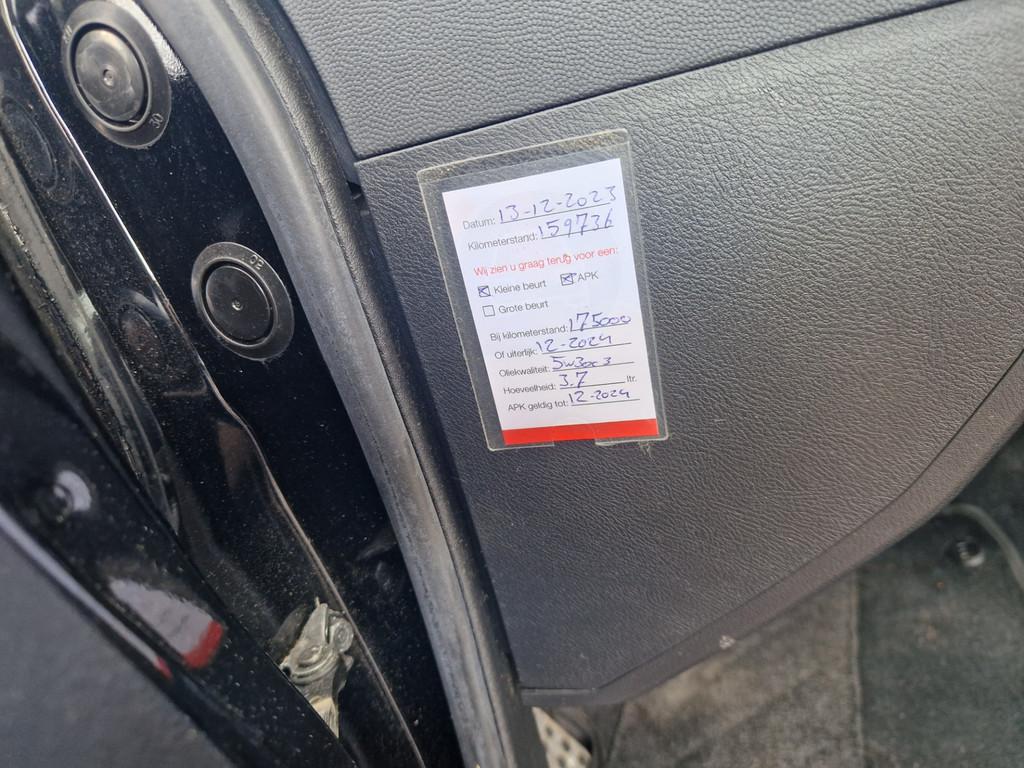 Datum: 13-12-2023
Kilometerstand: 159736
Wij zien u graag terug voor een:
Kleine beurt APK
Grote beurt
Bij kilometerstand: 175000
Of uiterlijk: 12-2024
Oliekwaliteit: 5w30c3
Hoeveelheid: 3.7 ltr.
APK geldig tot: 12-2024
30